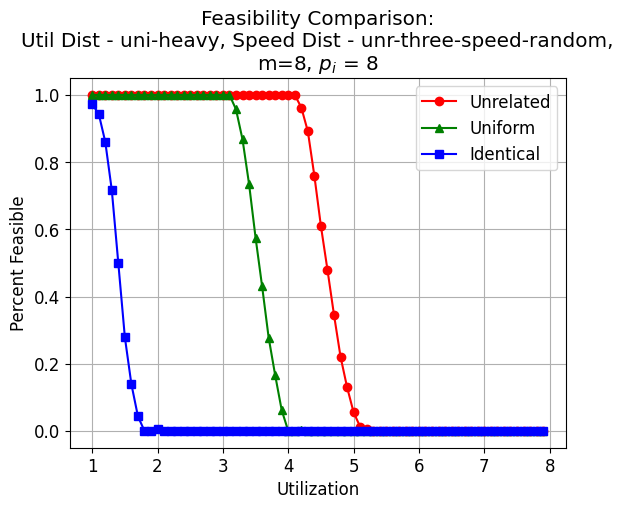 Feasibility Comparison:
Util Dist - uni-heavy, Speed Dist - unr-three-speed-random,
m=8, pᵢ = 8
Unrelated
Uniform
Identical
Percent Feasible
1.0
0.8
0.6
0.4
0.2
0.0
1 2 3 4 5 6 7 8
Utilization